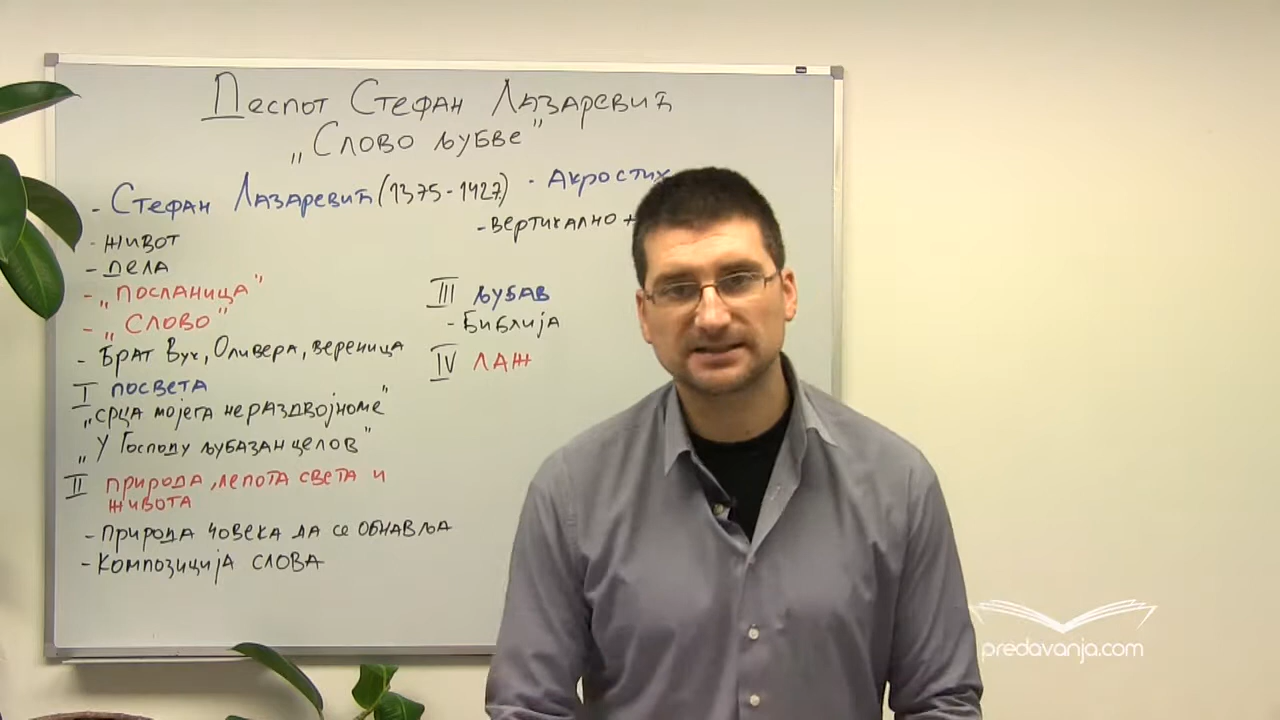 Деспот Стефан Лазаревић
„Слово љубве"
- Стефан Лазаревић (1375-1427)
- живот
- дела
- „Посланица"
- „Слово"
- Брат Вук, Оливера, вереница
I посвета
„срца мојега нераздвојноме"
„У Господу љубазан целов"
II природа, лепота света и
живота
- природа човека да се обнавља
- композиција слова
· Акростих
- вертикално +
III љубав
- Библија
IV лаж
predavanja.com